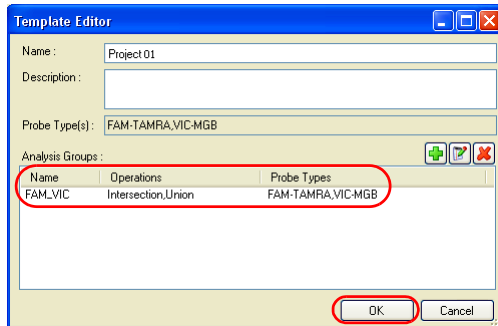 Template Editor
Name : Project 01
Description :
Probe Type(s) : FAM-TAMRA,VIC-MGB
Analysis Groups :
Name Operations Probe Types
FAM_VIC Intersection,Union FAM-TAMRA,VIC-MGB
OK Cancel